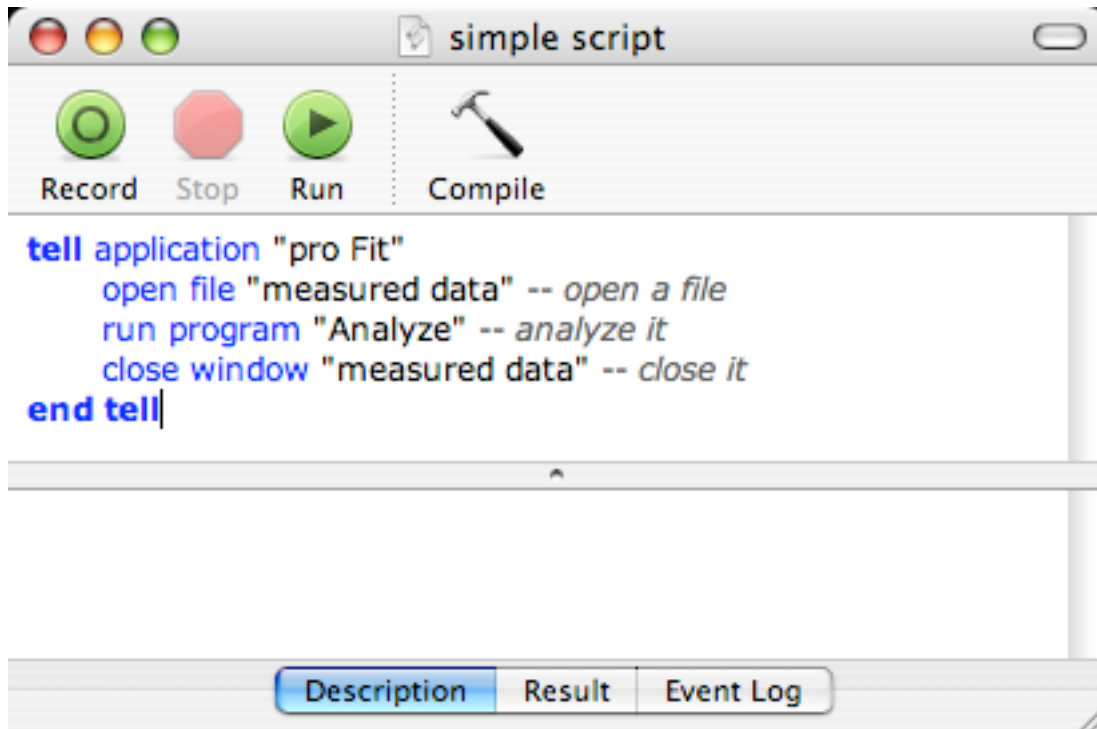 simple script
Record Stop Run Compile
tell application "pro Fit"
open file "measured data" -- open a file
run program "Analyze" -- analyze it
close window "measured data" -- close it
end tell
Description Result Event Log